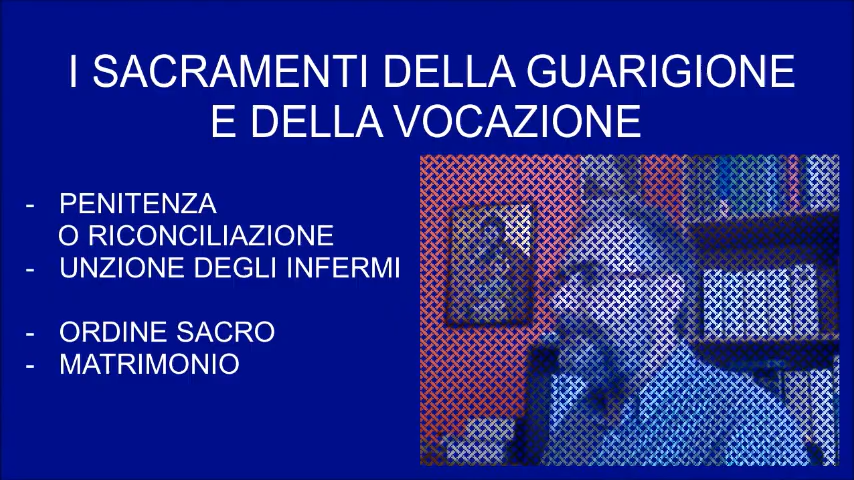 I SACRAMENTI DELLA GUARIGIONE
E DELLA VOCAZIONE
- PENITENZA
O RICONCILIAZIONE
- UNZIONE DEGLI INFERMI
- ORDINE SACRO
- MATRIMONIO